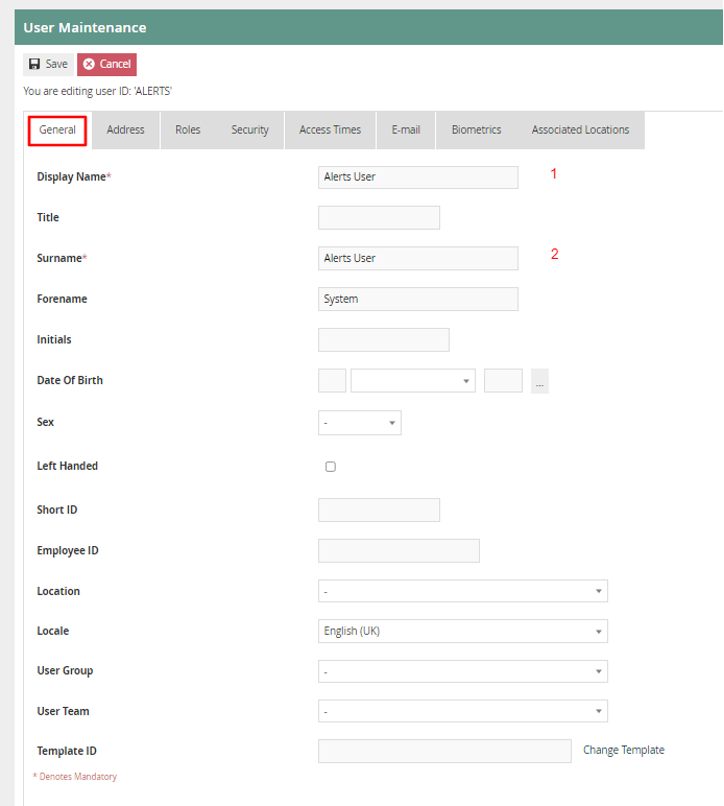 User Maintenance
Save Cancel
You are editing user ID: 'ALERTS'
General Address Roles Security Access Times E-mail Biometrics Associated Locations
Display Name* Alerts User 1
Title
Surname* Alerts User 2
Forename System
Initials
Date Of Birth ...
Sex -
Left Handed
Short ID
Employee ID
Location -
Locale English (UK)
User Group -
User Team -
Template ID Change Template
* Denotes Mandatory